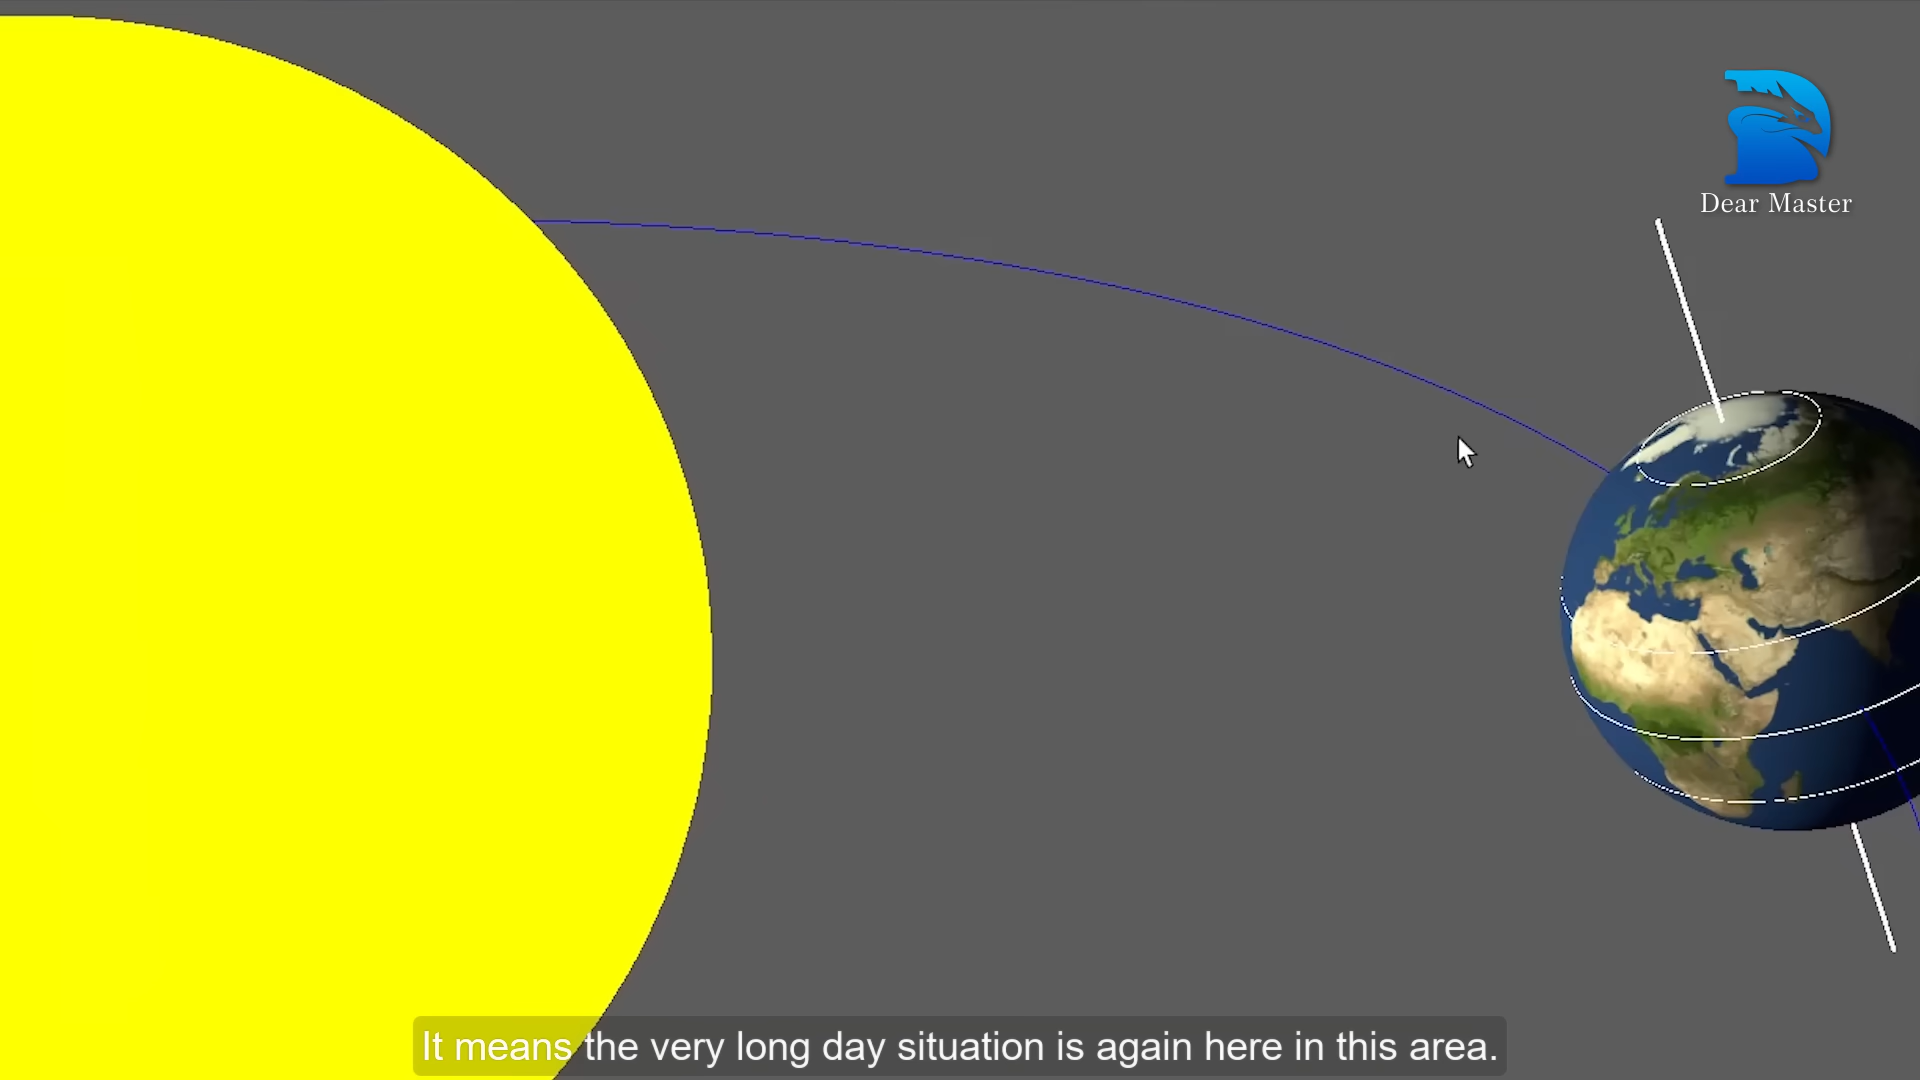 Dear Master
It means the very long day situation is again here in this area.